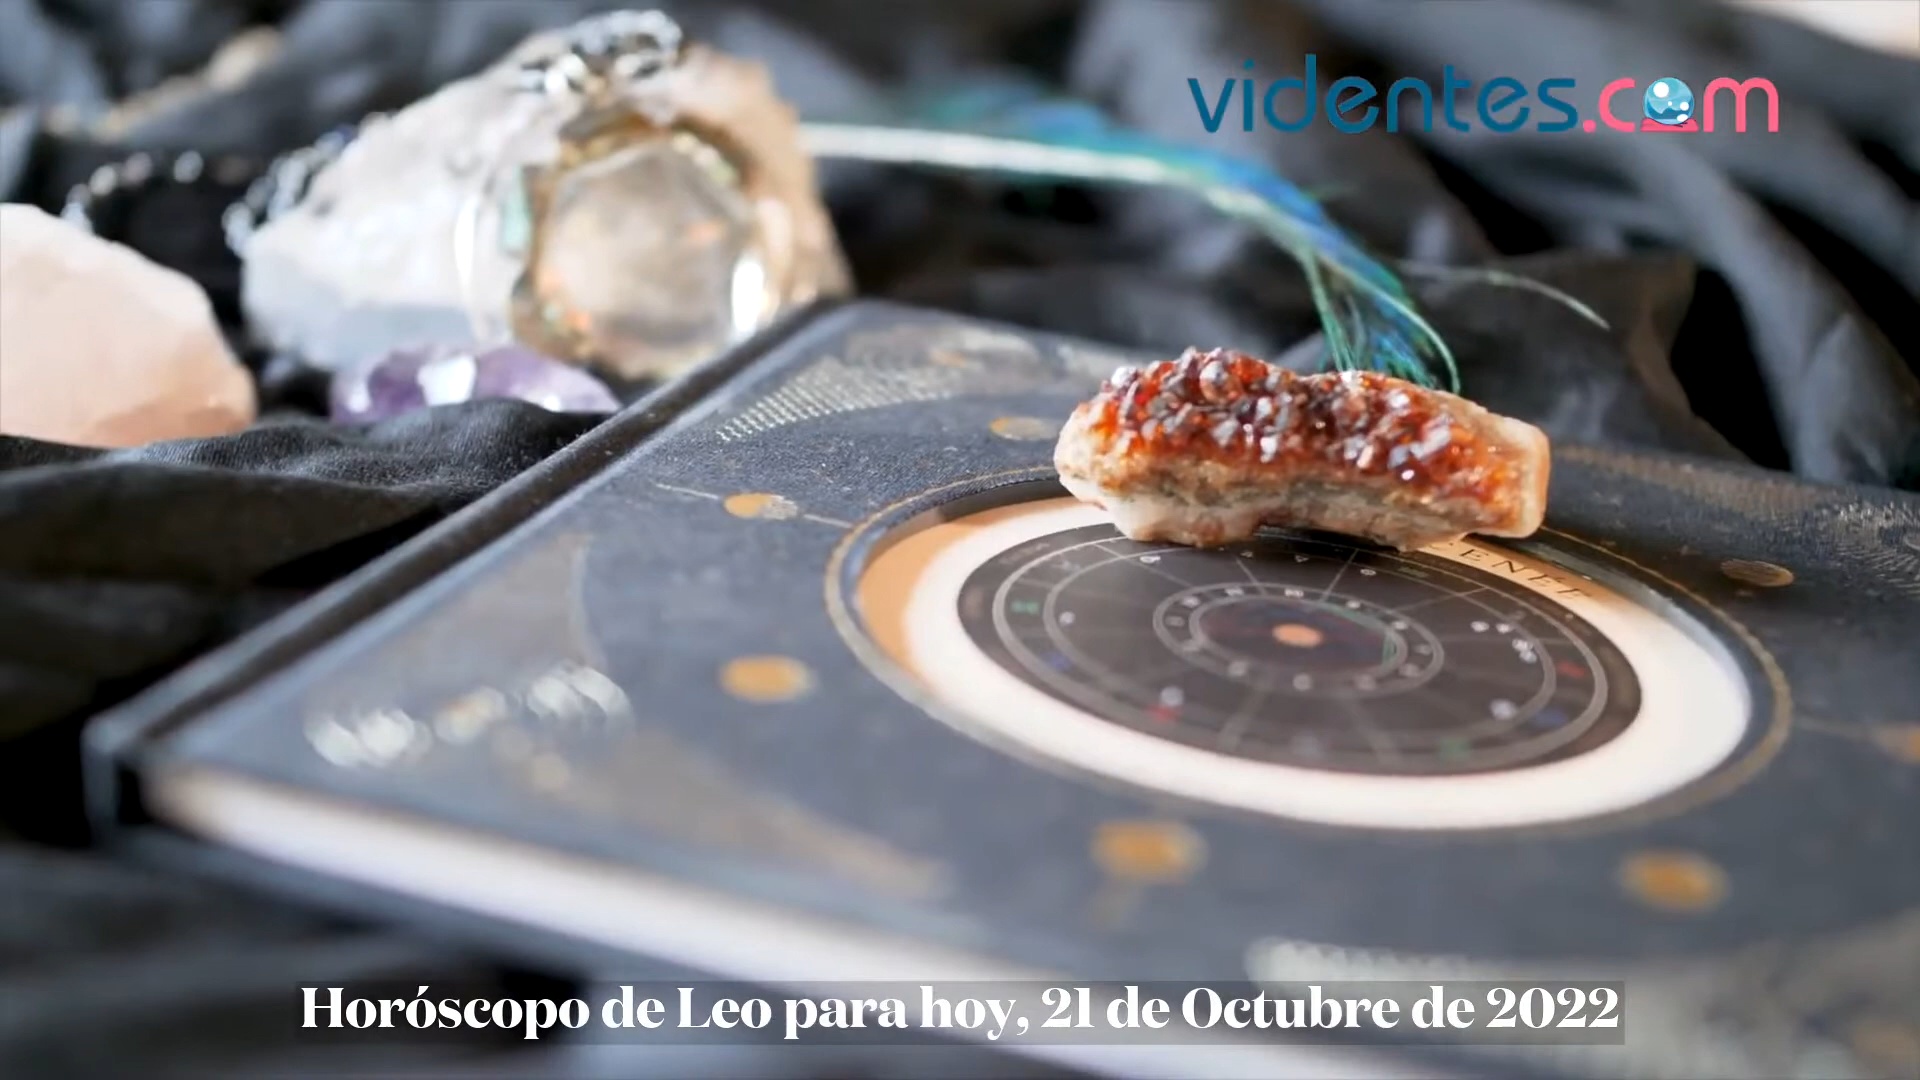 videntes.com
Horóscopo de Leo para hoy, 21 de Octubre de 2022